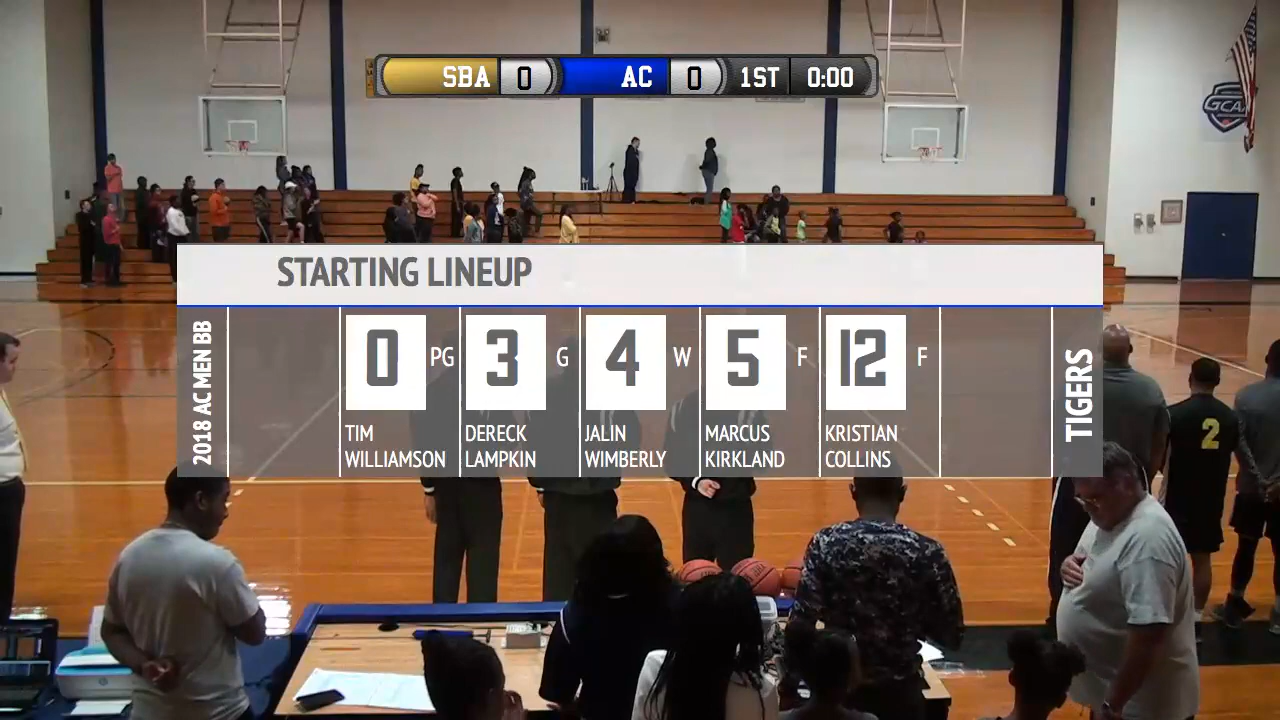 SBA 0 AC 0 1ST 0:00
GCAA
STARTING LINEUP
2018 AC MEN BB
0 PG
TIM
WILLIAMSON
3 G
DERECK
LAMPKIN
4 W
JALIN
WIMBERLY
5 F
MARCUS
KIRKLAND
12 F
KRISTIAN
COLLINS
TIGERS
2